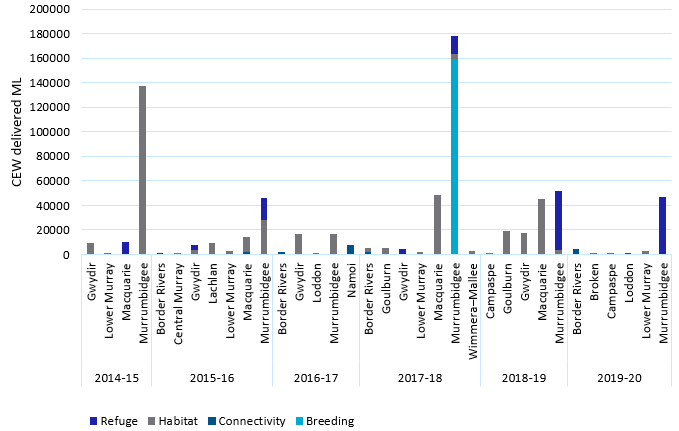 200000
180000
160000
140000
120000
100000
80000
60000
40000
20000
0
CEW delivered ML
Gwydir
Lower Murray
Macquarie
Murrumbidgee
Border Rivers
Central Murray
Gwydir
Lachlan
Lower Murray
Macquarie
Murrumbidgee
Border Rivers
Gwydir
Loddon
Murrumbidgee
Namoi
Border Rivers
Goulburn
Gwydir
Lower Murray
Macquarie
Murrumbidgee
Wimmera–Mallee
Campaspe
Goulburn
Gwydir
Macquarie
Murrumbidgee
Border Rivers
Broken
Campaspe
Loddon
Lower Murray
Murrumbidgee
2014-15 2015-16 2016-17 2017-18 2018-19 2019-20
Refuge Habitat Connectivity Breeding